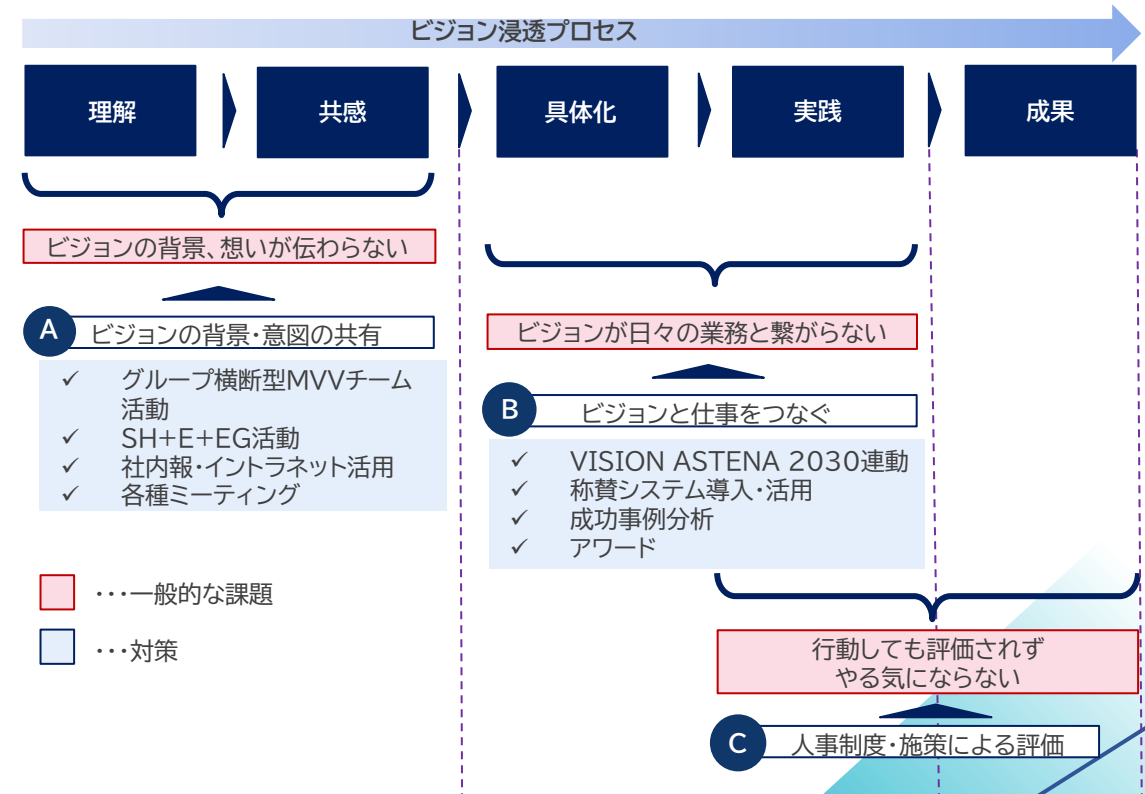 ビジョン浸透プロセス
理解
共感
具体化
実践
成果
ビジョンの背景、想いが伝わらない
A
ビジョンの背景・意図の共有
✓ グループ横断型MVVチーム
活動
✓ SH+E+EG活動
✓ 社内報・イントラネット活用
✓ 各種ミーティング
ビジョンが日々の業務と繋がらない
B
ビジョンと仕事をつなぐ
✓ VISION ASTENA 2030連動
✓ 称賛システム導入・活用
✓ 成功事例分析
✓ アワード
・・・一般的な課題
・・・対策
行動しても評価されず
やる気にならない
C
人事制度・施策による評価